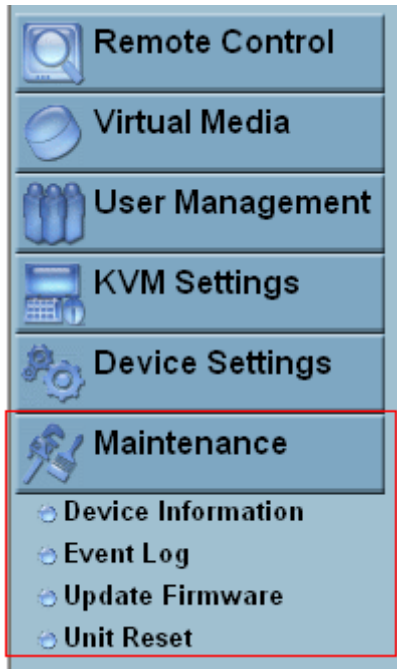 Remote Control
Virtual Media
User Management
KVM Settings
Device Settings
Maintenance
Device Information
Event Log
Update Firmware
Unit Reset